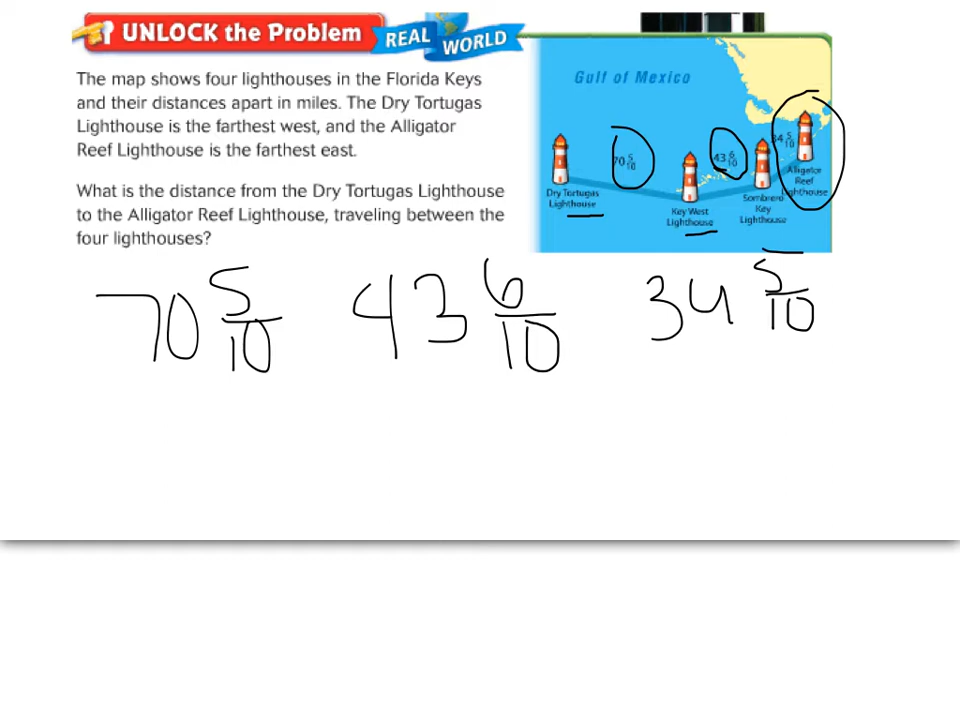 UNLOCK the Problem REAL WORLD
The map shows four lighthouses in the Florida Keys
and their distances apart in miles. The Dry Tortugas
Lighthouse is the farthest west, and the Alligator
Reef Lighthouse is the farthest east.
What is the distance from the Dry Tortugas Lighthouse
to the Alligator Reef Lighthouse, traveling between the
four lighthouses?
Gulf of Mexico
70 5/10
43 6/10
34 5/10
Dry Tortugas
Lighthouse
Key West
Lighthouse
Sombrero
Key
Lighthouse
Alligator
Reef
Lighthouse
70 5/10 43 6/10 34 5/10